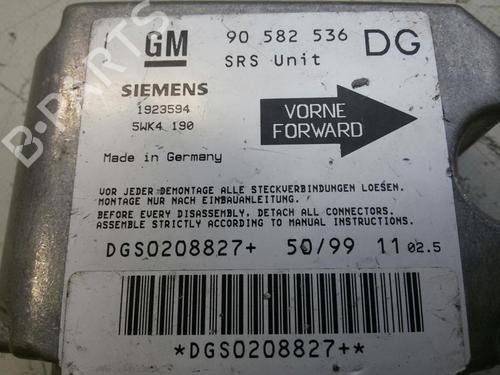 GM 90 582 536 DG
SRS Unit
SIEMENS
1923594
5WK4 190
VORNE
FORWARD
Made in Germany
VOR JEDER DEMONTAGE ALLE STECKVERBINDUNGEN LOESEN.
MONTAGE NUR NACH EINBAUANLEITUNG.
BEFORE EVERY DISASSEMBLY, DETACH ALL CONNECTORS.
ASSEMBLE STRICTLY ACCORDING TO MANUAL INSTRUCTIONS.
DGS0208827+ 50/99 11 02.5
*DGS0208827+*
B-PARTS